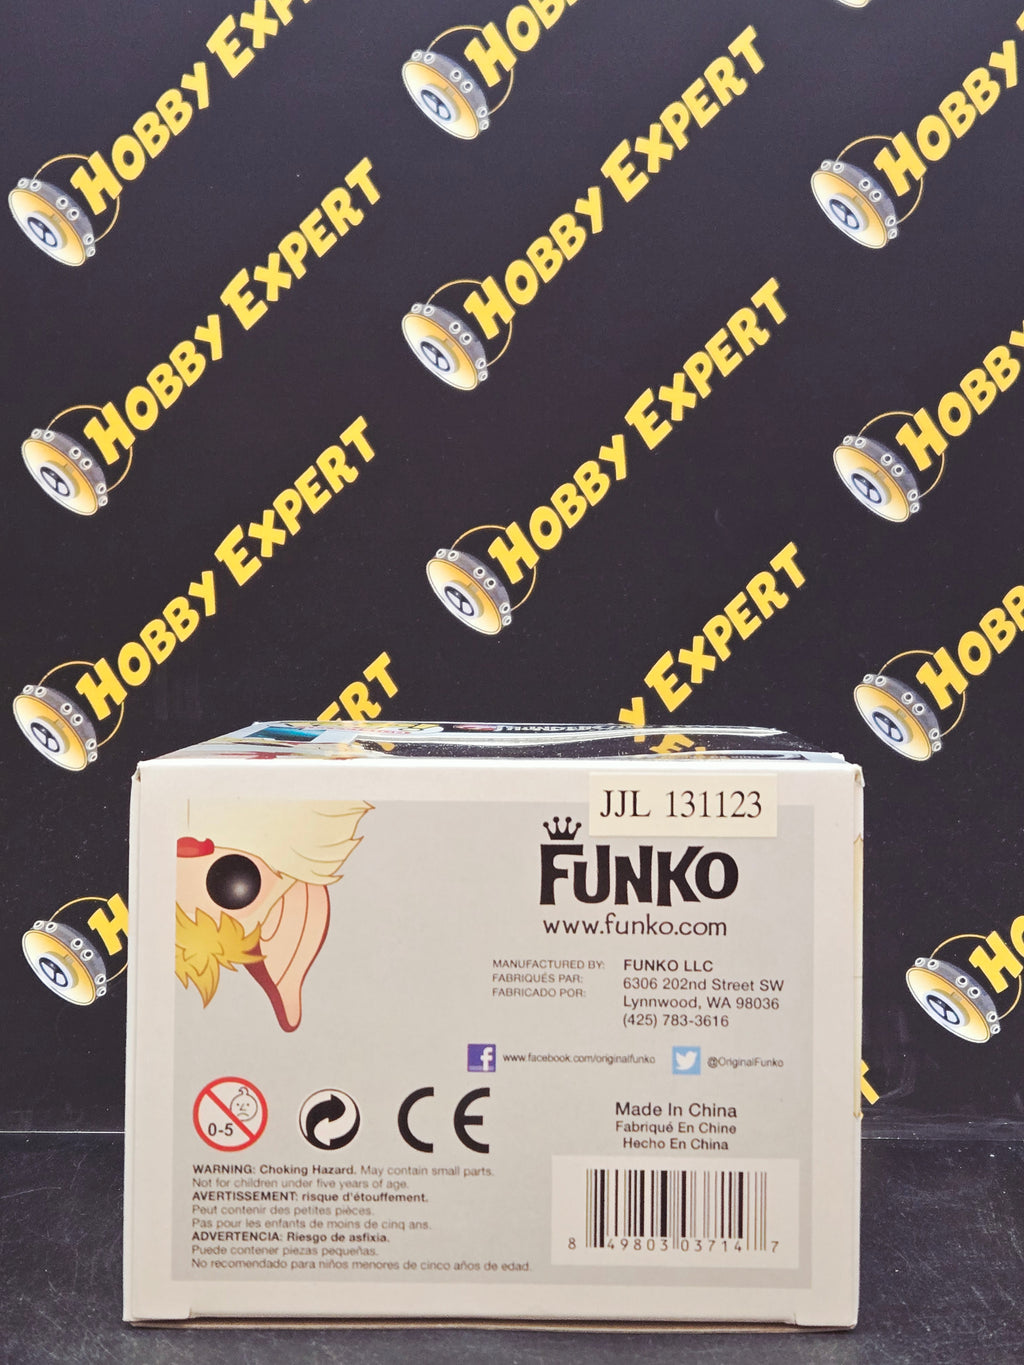 HOBBY EXPERT
HOBBY EXPERT
HOBBY EXPERT
HOBBY EXPERT
HOBBY EXPERT
HOBBY EXPERT
HOBBY EXPERT
JJL 131123
FUNKO
www.funko.com
MANUFACTURED BY: FUNKO LLC
FABRIQUÉS PAR: 6306 202nd Street SW
FABRICADO POR: Lynnwood, WA 98036
(425) 783-3616
www.facebook.com/originalfunko @OriginalFunko
0-5
CE
Made In China
Fabriqué En Chine
Hecho En China
WARNING: Choking Hazard. May contain small parts.
Not for children under five years of age.
AVERTISSEMENT: risque d'étouffement.
Peut contenir des petites pièces.
Pas pour les enfants de moins de cinq ans.
ADVERTENCIA: Riesgo de asfixia.
Puede contener piezas pequeñas.
No recomendado para niños menores de cinco años de edad.
8 49803 03714 7